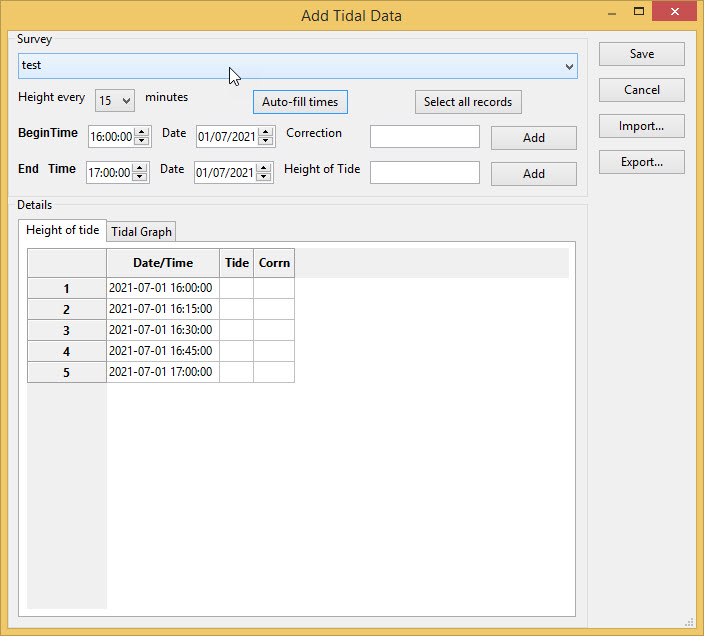 Add Tidal Data
Survey
test
Save
Height every 15 minutes Auto-fill times Select all records
Cancel
BeginTime 16:00:00 Date 01/07/2021 Correction Add
Import...
End Time 17:00:00 Date 01/07/2021 Height of Tide Add
Export...
Details
Height of tide Tidal Graph
Date/Time Tide Corrn
1 2021-07-01 16:00:00
2 2021-07-01 16:15:00
3 2021-07-01 16:30:00
4 2021-07-01 16:45:00
5 2021-07-01 17:00:00